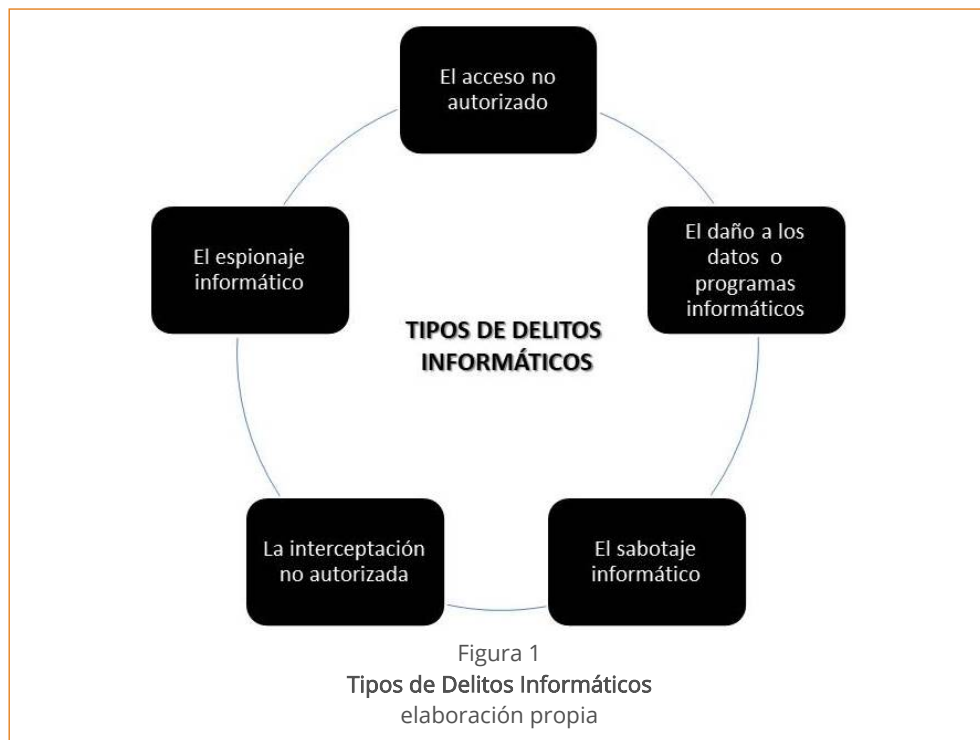 El acceso no
autorizado
El daño a los
datos o
programas
informáticos
El sabotaje
informático
La interceptación
no autorizada
El espionaje
informático
TIPOS DE DELITOS
INFORMÁTICOS
Figura 1
Tipos de Delitos Informáticos
elaboración propia